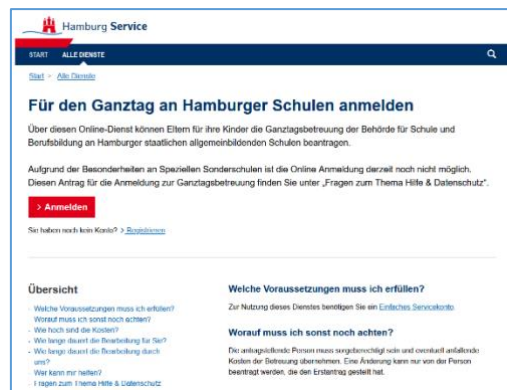 Hamburg Service
START ALLE DIENSTE
Start > Alle Dienste
Für den Ganztag an Hamburger Schulen anmelden
Über diesen Online-Dienst können Eltern für ihre Kinder die Ganztagsbetreuung der Behörde für Schule und
Berufsbildung an Hamburger staatlichen allgemeinbildenden Schulen beantragen.
Aufgrund der Besonderheiten an Speziellen Sonderschulen ist die Online Anmeldung derzeit noch nicht möglich.
Diesen Antrag für die Anmeldung zur Ganztagsbetreuung finden Sie unter „Fragen zum Thema Hilfe & Datenschutz“.
> Anmelden
Sie haben noch kein Konto? > Registrieren
Übersicht
- Welche Voraussetzungen muss ich erfüllen?
- Worauf muss ich sonst noch achten?
- Wie hoch sind die Kosten?
- Wie lange dauert die Bearbeitung für Sie?
- Wie lange dauert die Bearbeitung durch
uns?
- Wer kann mir helfen?
- Fragen zum Thema Hilfe & Datenschutz
Welche Voraussetzungen muss ich erfüllen?
Zur Nutzung dieses Dienstes benötigen Sie ein Einfaches Servicekonto.
Worauf muss ich sonst noch achten?
Die antragstellende Person muss sorgeberechtigt sein und eventuell anfallende
Kosten der Betreuung übernehmen. Eine Änderung kann nur von der Person
beantragt werden, die den Erstantrag gestellt hat.